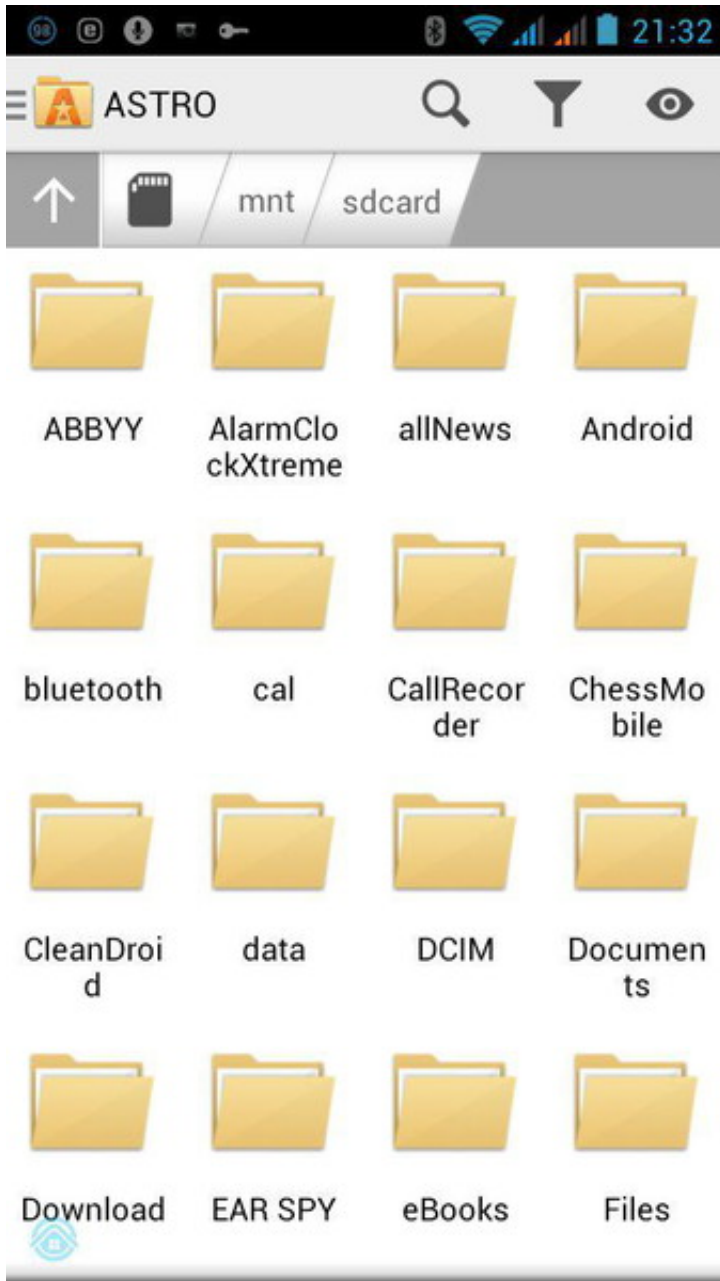 98 e 21:32
ASTRO
mnt sdcard
ABBYY AlarmClo allNews Android
ckXtreme
bluetooth cal CallRecor ChessMo
der bile
CleanDroi data DCIM Documen
d ts
Download EAR SPY eBooks Files